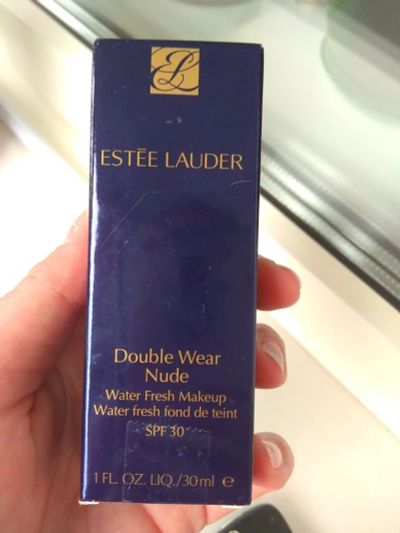 ESTĒE LAUDER
Double Wear
Nude
Water Fresh Makeup
Water fresh fond de teint
SPF 30
1 FL. OZ. LIQ./30ml ℮